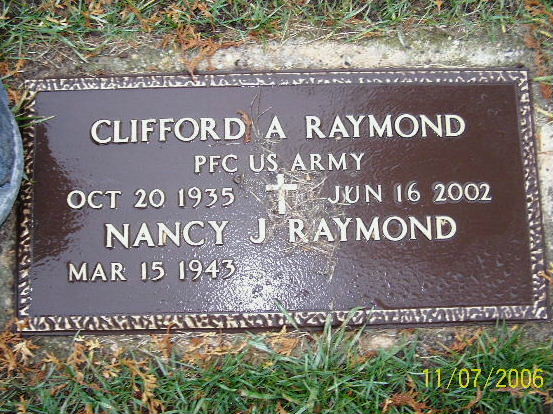 CLIFFORD A RAYMOND
PFC US ARMY
OCT 20 1935 JUN 16 2002
NANCY J RAYMOND
MAR 15 1943
11/07/2006